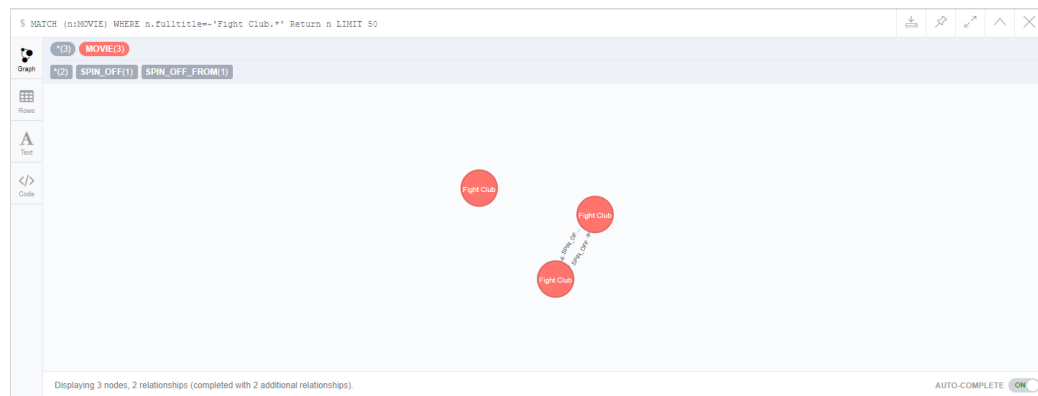 $ MATCH (n:MOVIE) WHERE n.fulltitle=~'Fight Club.*' Return n LIMIT 50
*(3) MOVIE(3)
*(2) SPIN_OFF(1) SPIN_OFF_FROM(1)
Graph
Rows
A
Text
</>
Code
Fight Club
Fight Club
SPIN_OF...
SPIN_OFF
Fight Club
Displaying 3 nodes, 2 relationships (completed with 2 additional relationships).
AUTO-COMPLETE ON